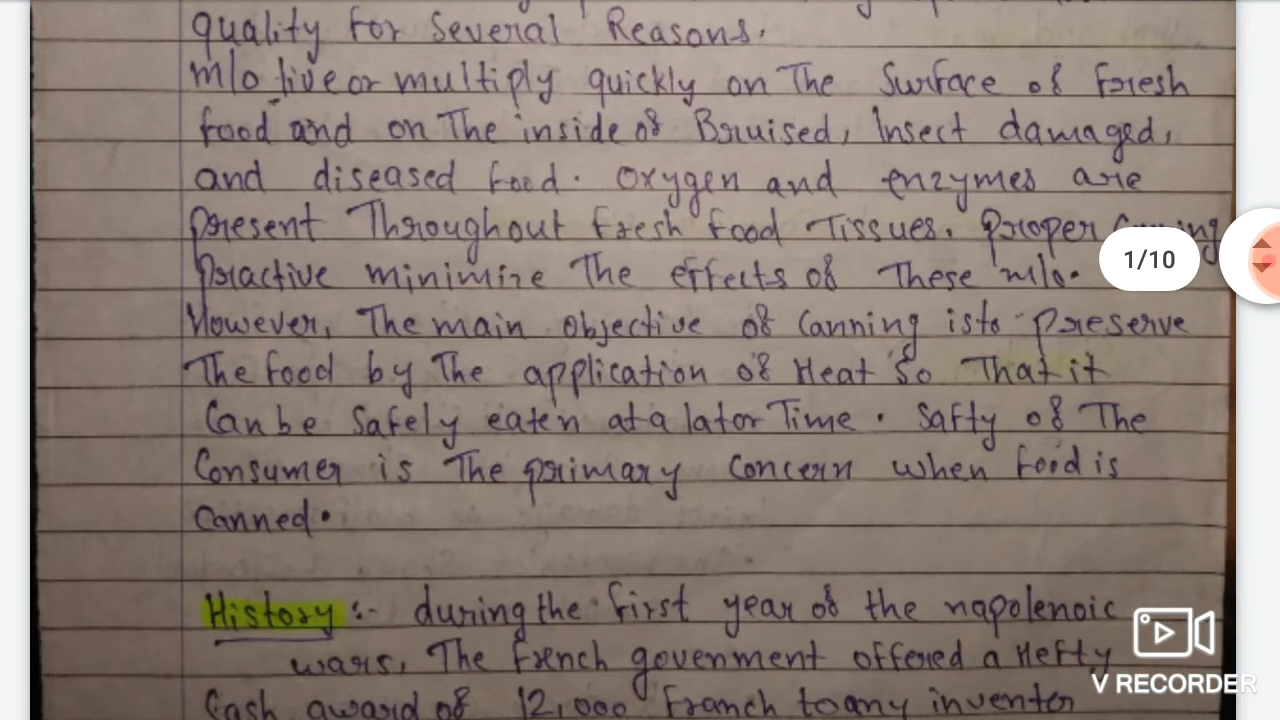 quality for Several Reasons.
m/o live or multiply quickly on The Surface of Fresh
food and on The inside of Bruised, Insect damaged,
and diseased food. Oxygen and enzymes are
present Throughout fresh food Tissues. proper
1/10
practive minimize The effects of These m/o.
However, The main objective of Canning is to preserve
The food by The application of Heat So That it
Can be Safely eaten at a lator Time. Safty of The
Consumer is The primary Concern when food is
Canned.
History :- during the first year of the napolenoic
wars, The french govenment offered a Hefty
V RECORDER
Cash award of 12,000 Franch to any inventor